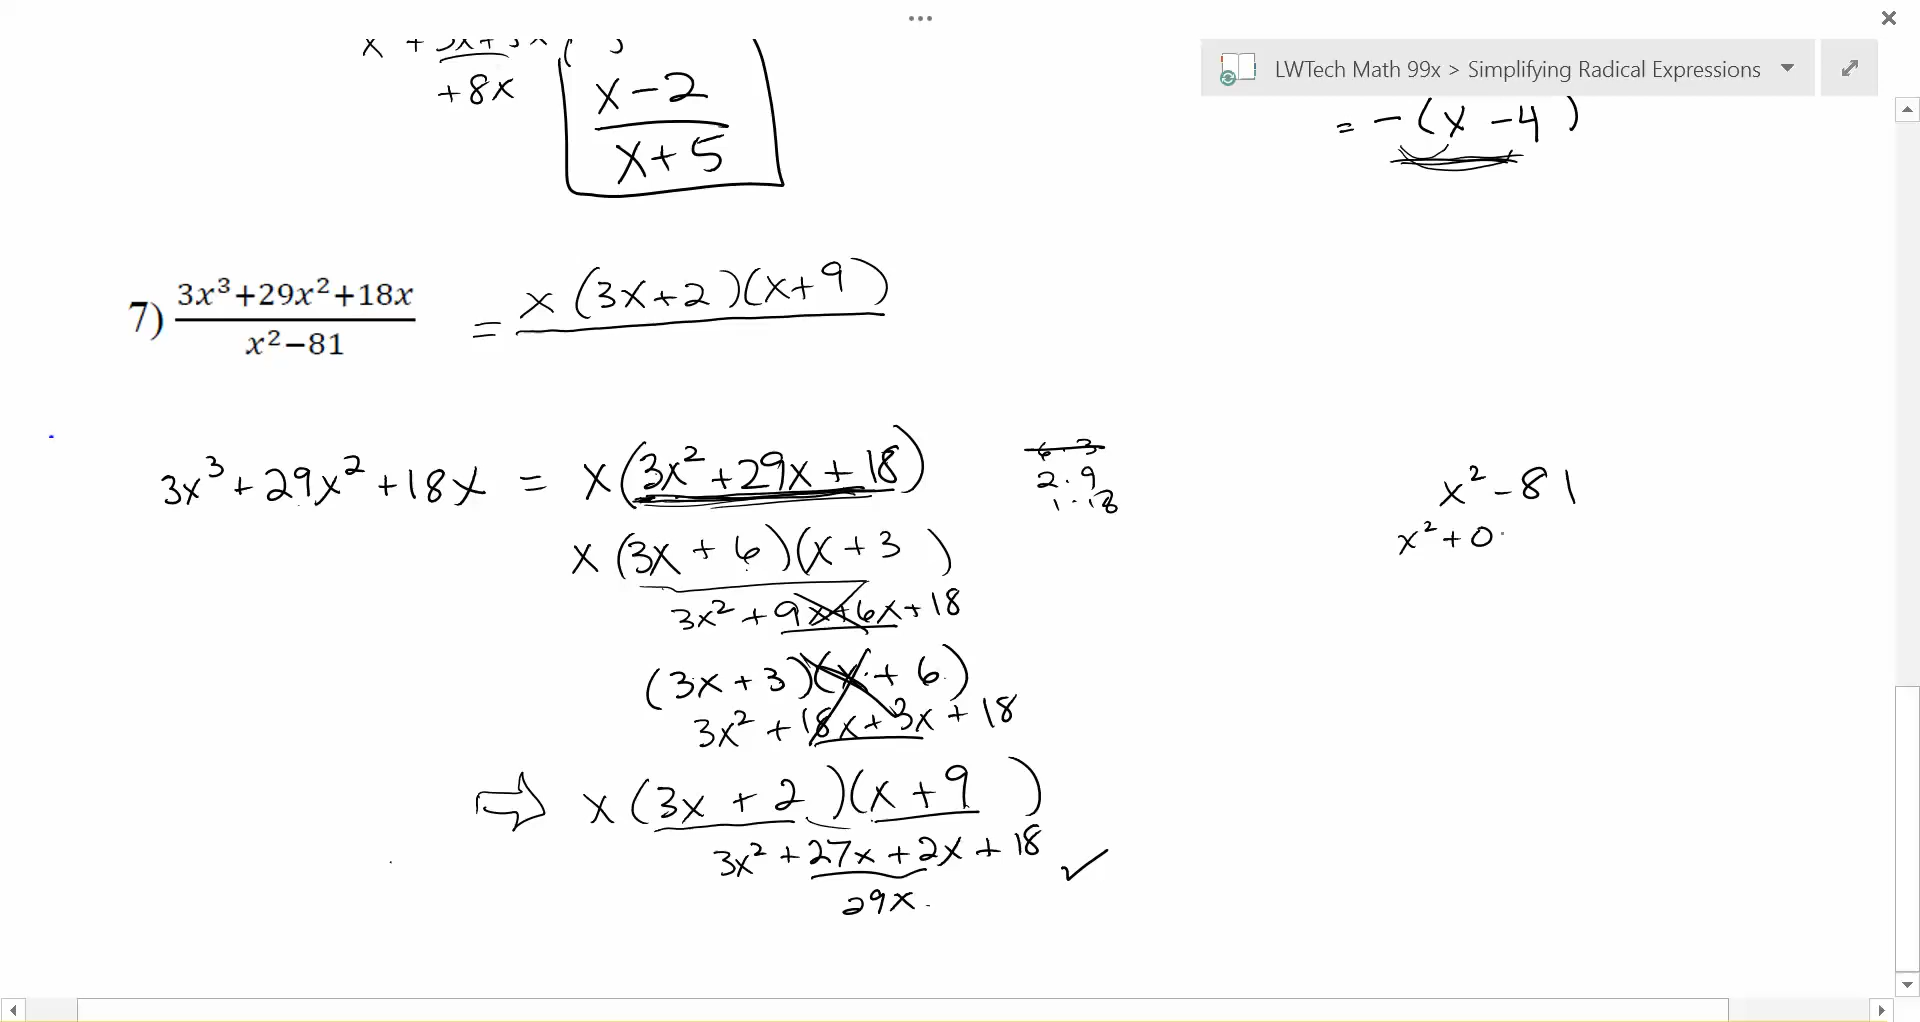 LWTech Math 99x > Simplifying Radical Expressions
+8x
x-2
x+5
= -(x-4)
7) 3x³+29x²+18x
x²-81
= x(3x+2)(x+9)
3x³+29x²+18x = x(3x²+29x+18)
6·3
2·9
1·18
x²-81
x²+0
x(3x+6)(x+3)
3x²+9x+6x+18
(3x+3)(x+6)
3x²+18x+3x+18
⇨ x(3x+2)(x+9)
3x²+27x+2x+18 ✓
29x